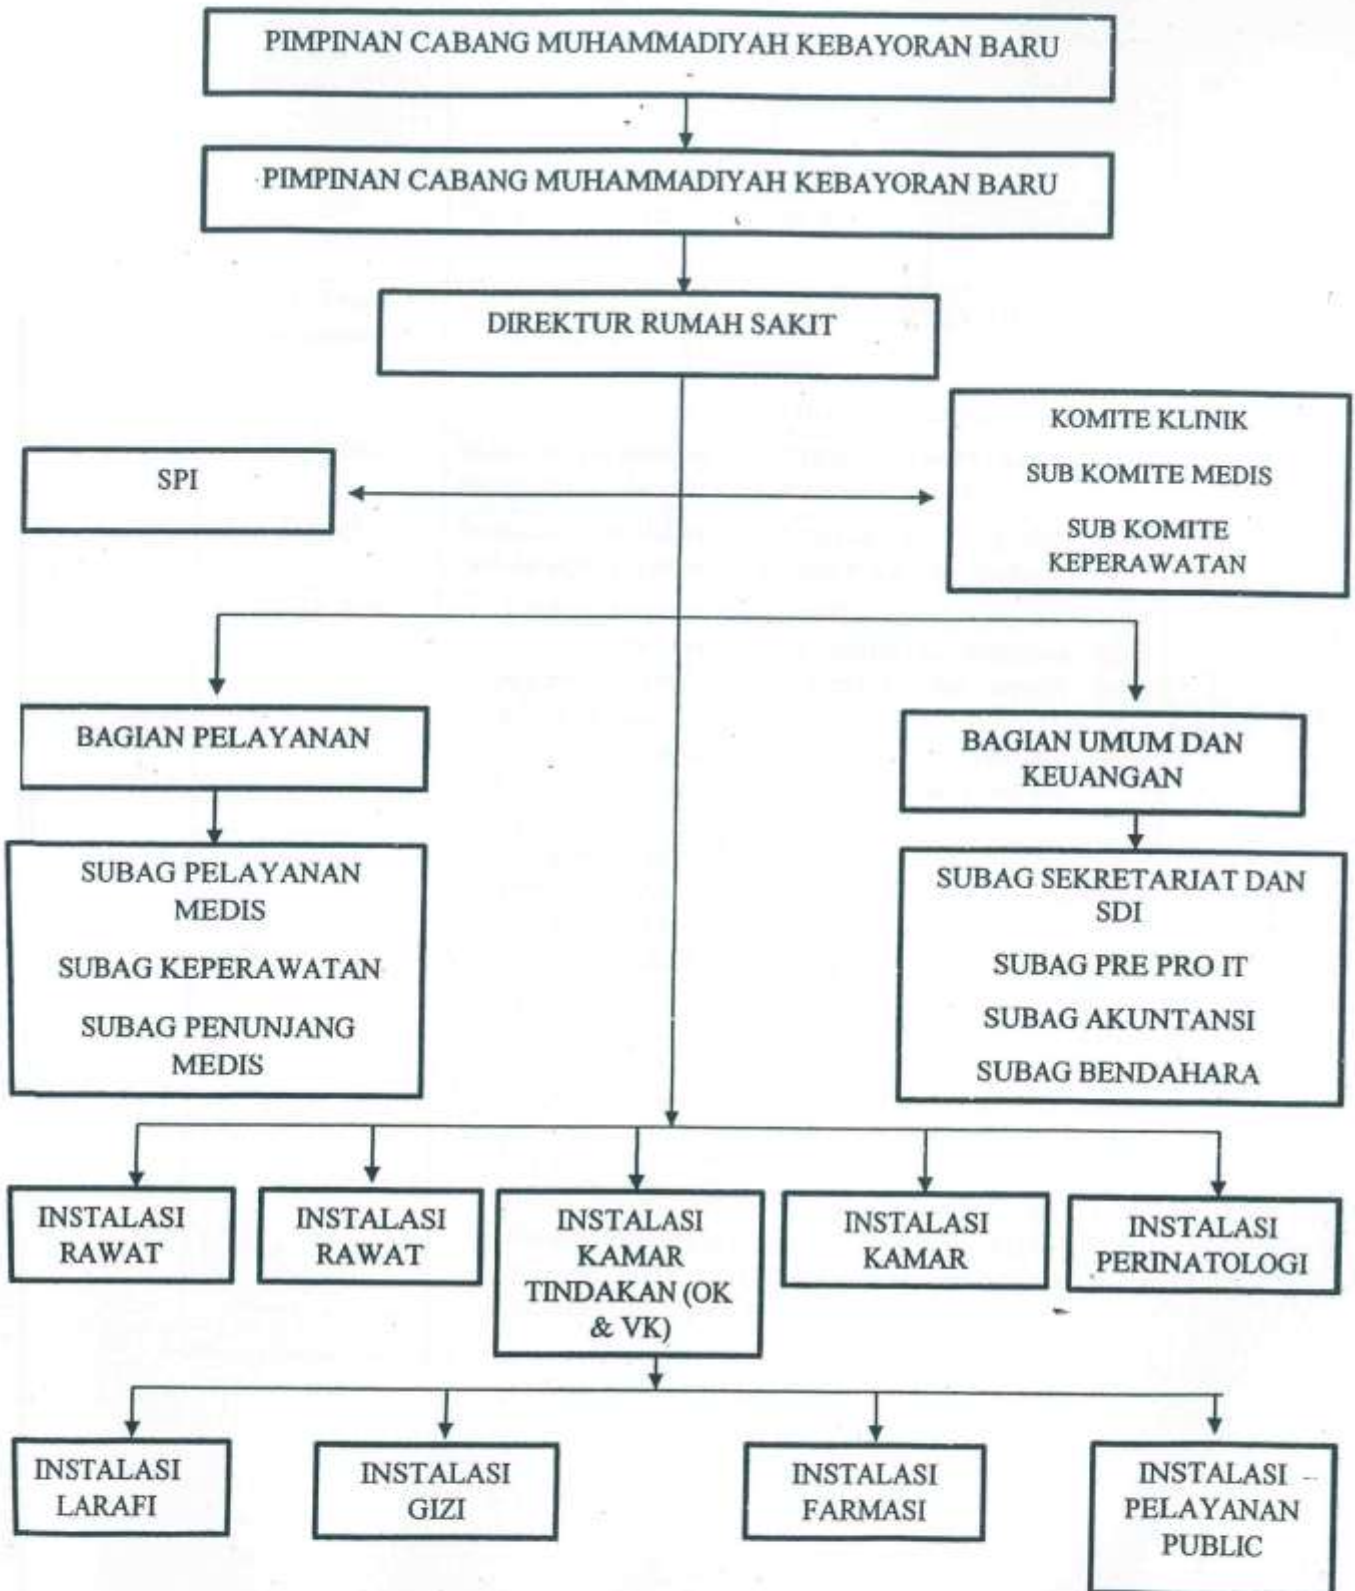 PIMPINAN CABANG MUHAMMADIYAH KEBAYORAN BARU
PIMPINAN CABANG MUHAMMADIYAH KEBAYORAN BARU
DIREKTUR RUMAH SAKIT
SPI
KOMITE KLINIK
SUB KOMITE MEDIS
SUB KOMITE
KEPERAWATAN
BAGIAN PELAYANAN
BAGIAN UMUM DAN
KEUANGAN
SUBAG PELAYANAN
MEDIS
SUBAG KEPERAWATAN
SUBAG PENUNJANG
MEDIS
SUBAG SEKRETARIAT DAN
SDI
SUBAG PRE PRO IT
SUBAG AKUNTANSI
SUBAG BENDAHARA
INSTALASI
RAWAT
INSTALASI
RAWAT
INSTALASI
KAMAR
TINDAKAN (OK
& VK)
INSTALASI
KAMAR
INSTALASI
PERINATOLOGI
INSTALASI
LARAFI
INSTALASI
GIZI
INSTALASI
FARMASI
INSTALASI
PELAYANAN
PUBLIC